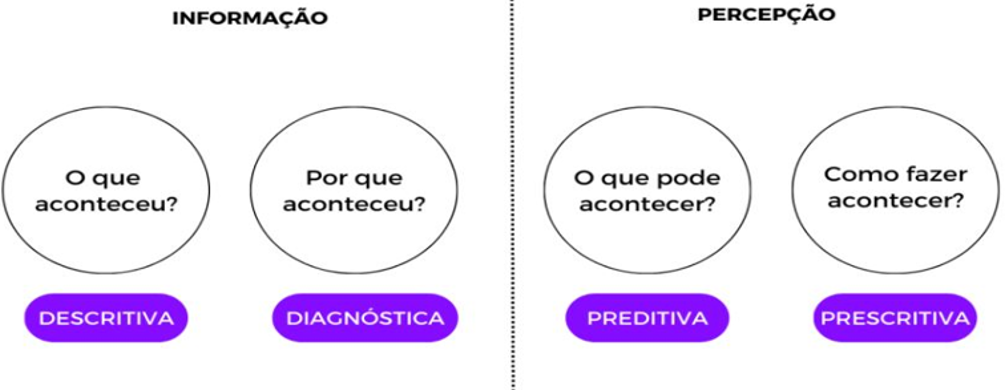 INFORMAÇÃO
PERCEPÇÃO
O que
aconteceu?
Por que
aconteceu?
O que pode
acontecer?
Como fazer
acontecer?
DESCRITIVA
DIAGNÓSTICA
PREDITIVA
PRESCRITIVA